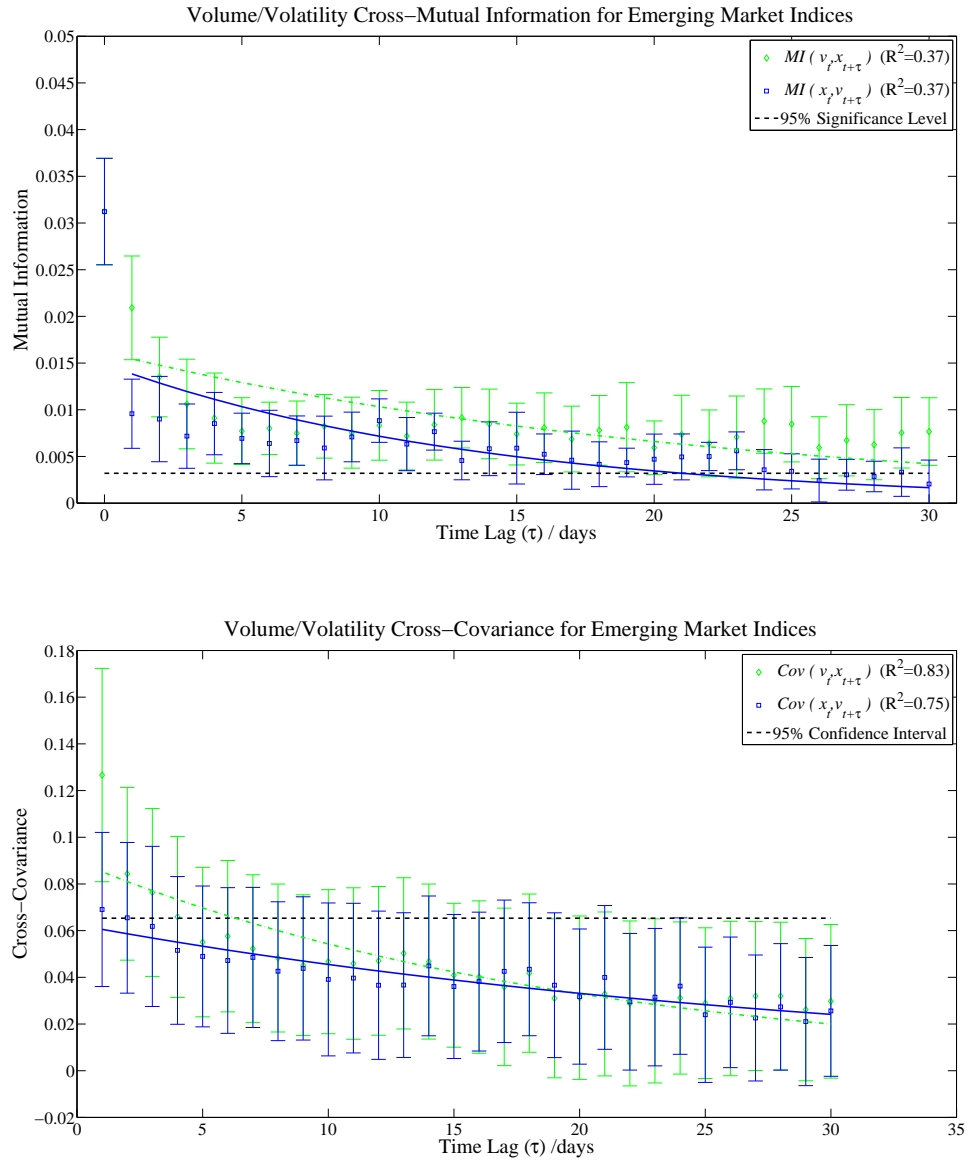 Volume/Volatility Cross−Mutual Information for Emerging Market Indices
0.05
0.045
0.04
0.035
0.03
0.025
0.02
0.015
0.01
0.005
0
Mutual Information
MI ( v_t,x_{t+τ} ) (R²=0.37)
MI ( x_t,v_{t+τ} ) (R²=0.37)
95% Significance Level
0 5 10 15 20 25 30
Time Lag (τ) / days
Volume/Volatility Cross−Covariance for Emerging Market Indices
0.18
0.16
0.14
0.12
0.1
0.08
0.06
0.04
0.02
0
−0.02
Cross−Covariance
Cov ( v_t,x_{t+τ} ) (R²=0.83)
Cov ( x_t,v_{t+τ} ) (R²=0.75)
95% Confidence Interval
0 5 10 15 20 25 30 35
Time Lag (τ) /days